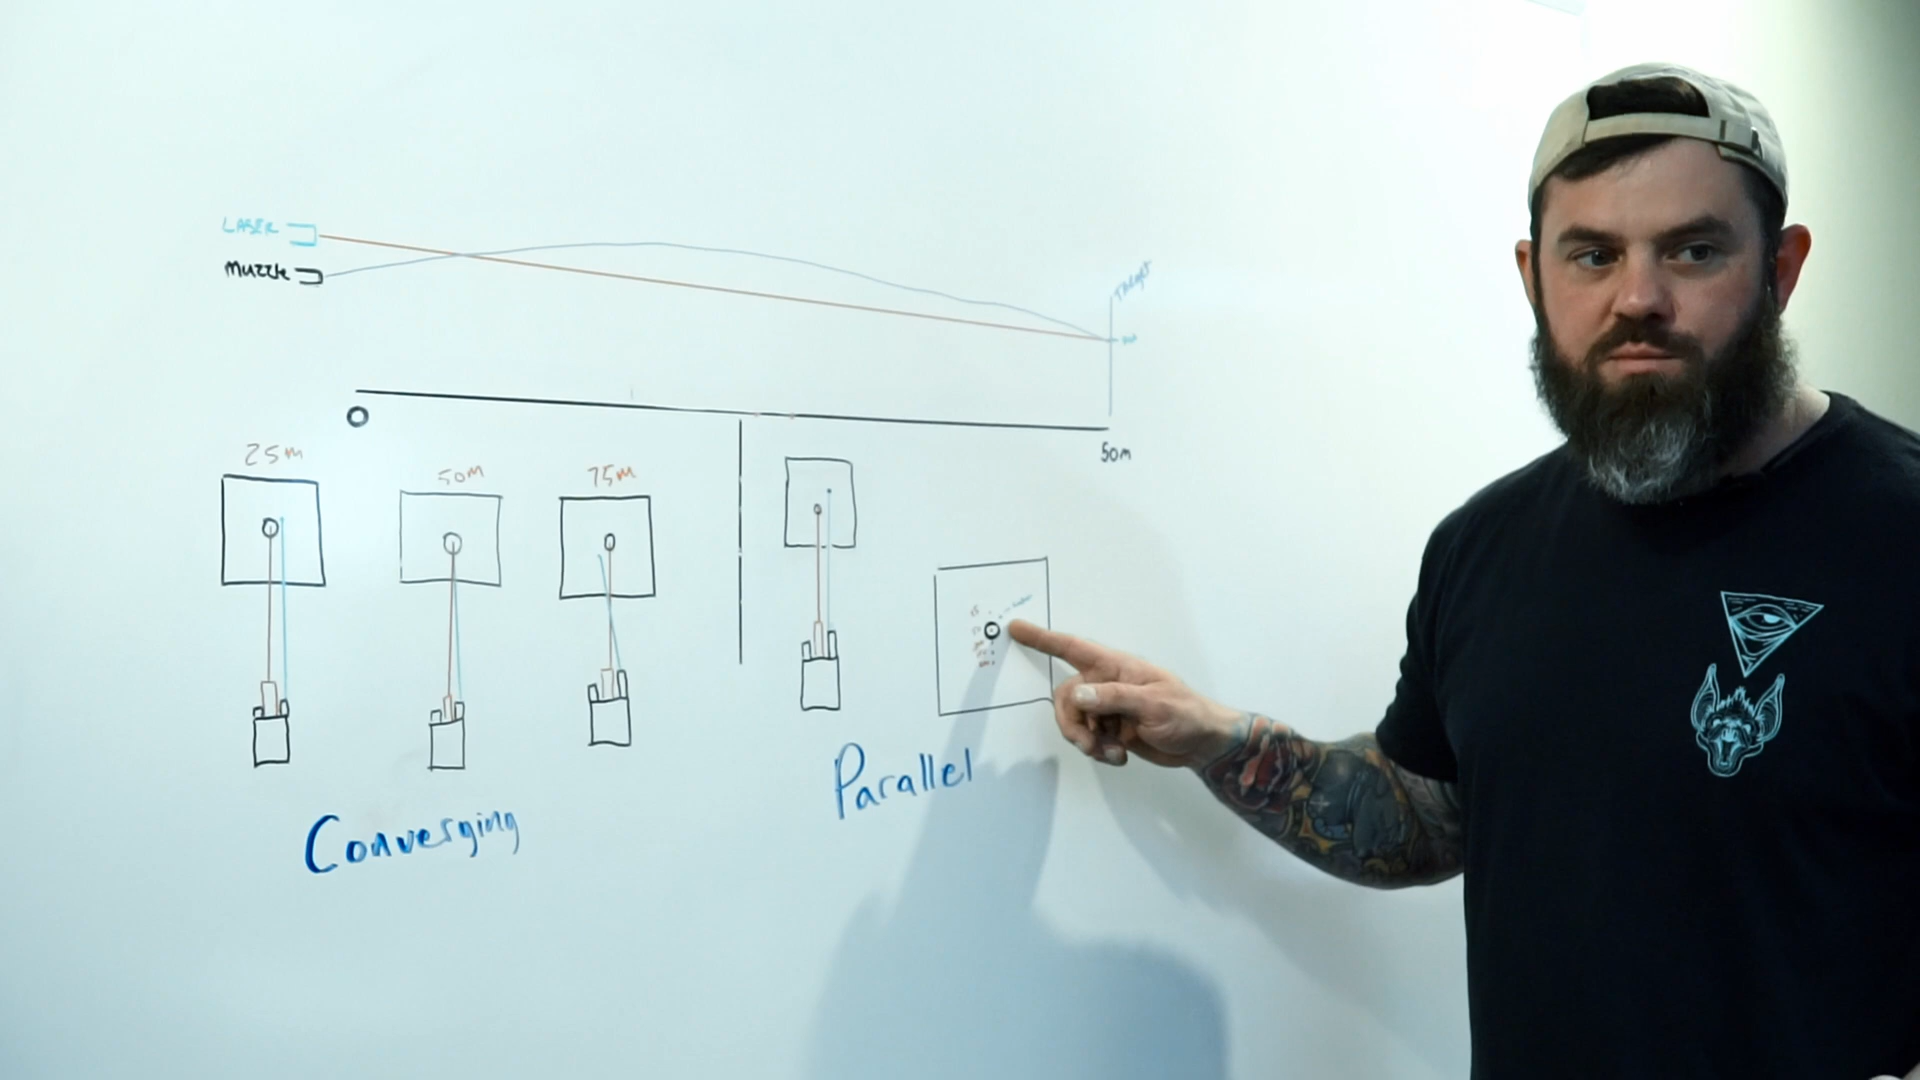 LASER
Muzzle
Target
50m
25m
50m
75m
Converging
Parallel